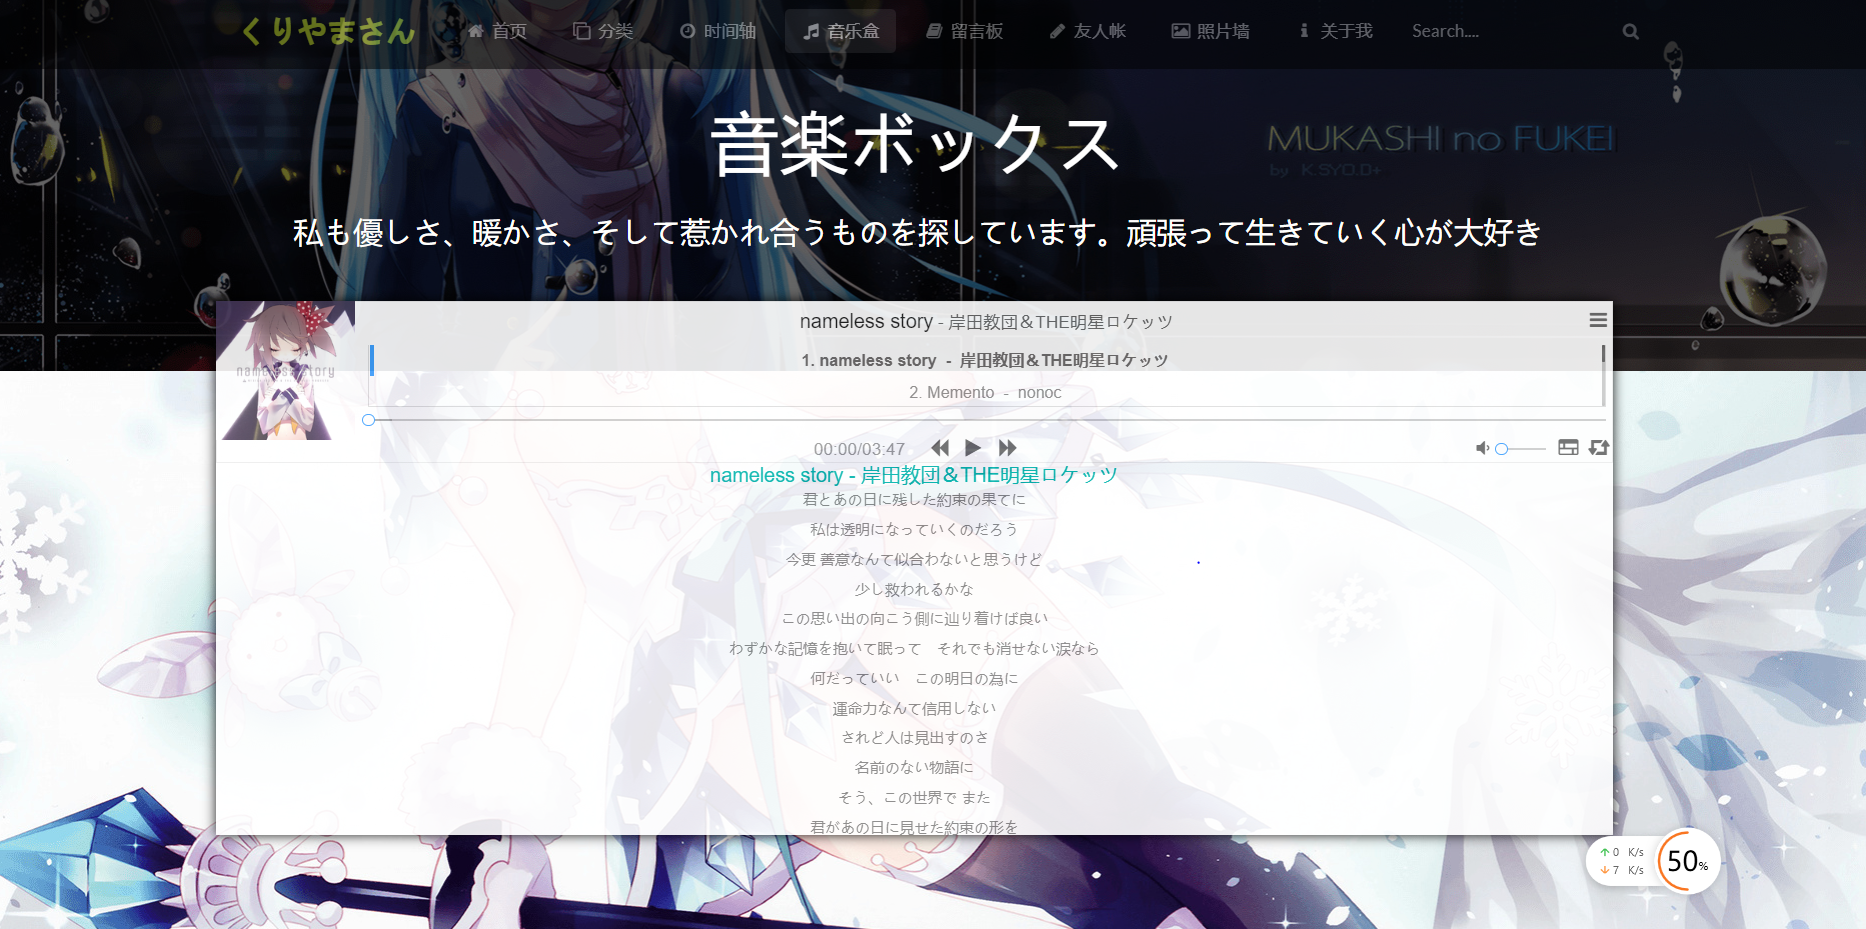 くりやまさん 首页 分类 时间轴 音乐盒 留言板 友人帐 照片墙 关于我 Search....
音楽ボックス
MUKASHI no FUKEI
by K.SYO.D+
私も優しさ、暖かさ、そして惹かれ合うものを探しています。頑張って生きていく心が大好き
nameless story - 岸田教団＆THE明星ロケッツ
1. nameless story - 岸田教団＆THE明星ロケッツ
nameless story
2. Memento - nonoc
00:00/03:47
nameless story - 岸田教団＆THE明星ロケッツ
君とあの日に残した約束の果てに
私は透明になっていくのだろう
今更 善意なんて似合わないと思うけど
少し救われるかな
この思い出の向こう側に辿り着けば良い
わずかな記憶を抱いて眠って　それでも消せない涙なら
何だっていい　この明日の為に
運命力なんて信用しない
されど人は見出すのさ
名前のない物語に
そう、この世界で また
君があの日に見せた約束の形を
0 K/s
7 K/s
50%